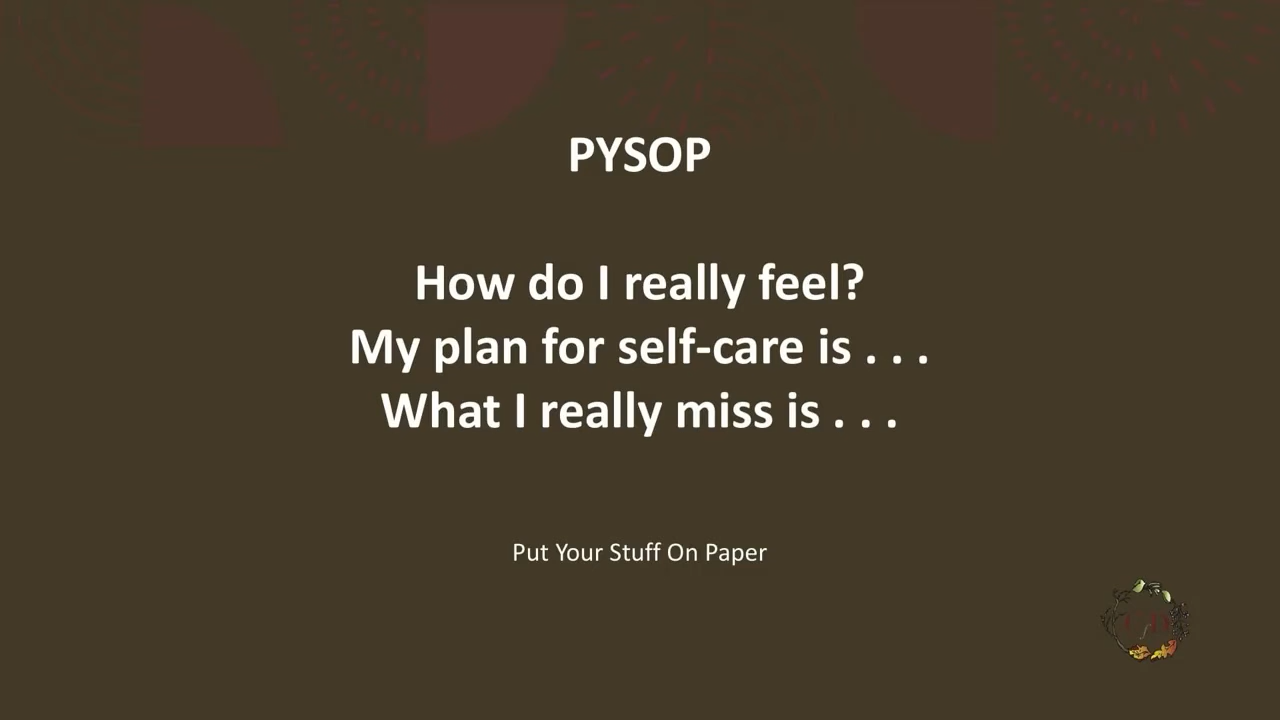 PYSOP
How do I really feel?
My plan for self-care is . . .
What I really miss is . . .
Put Your Stuff On Paper